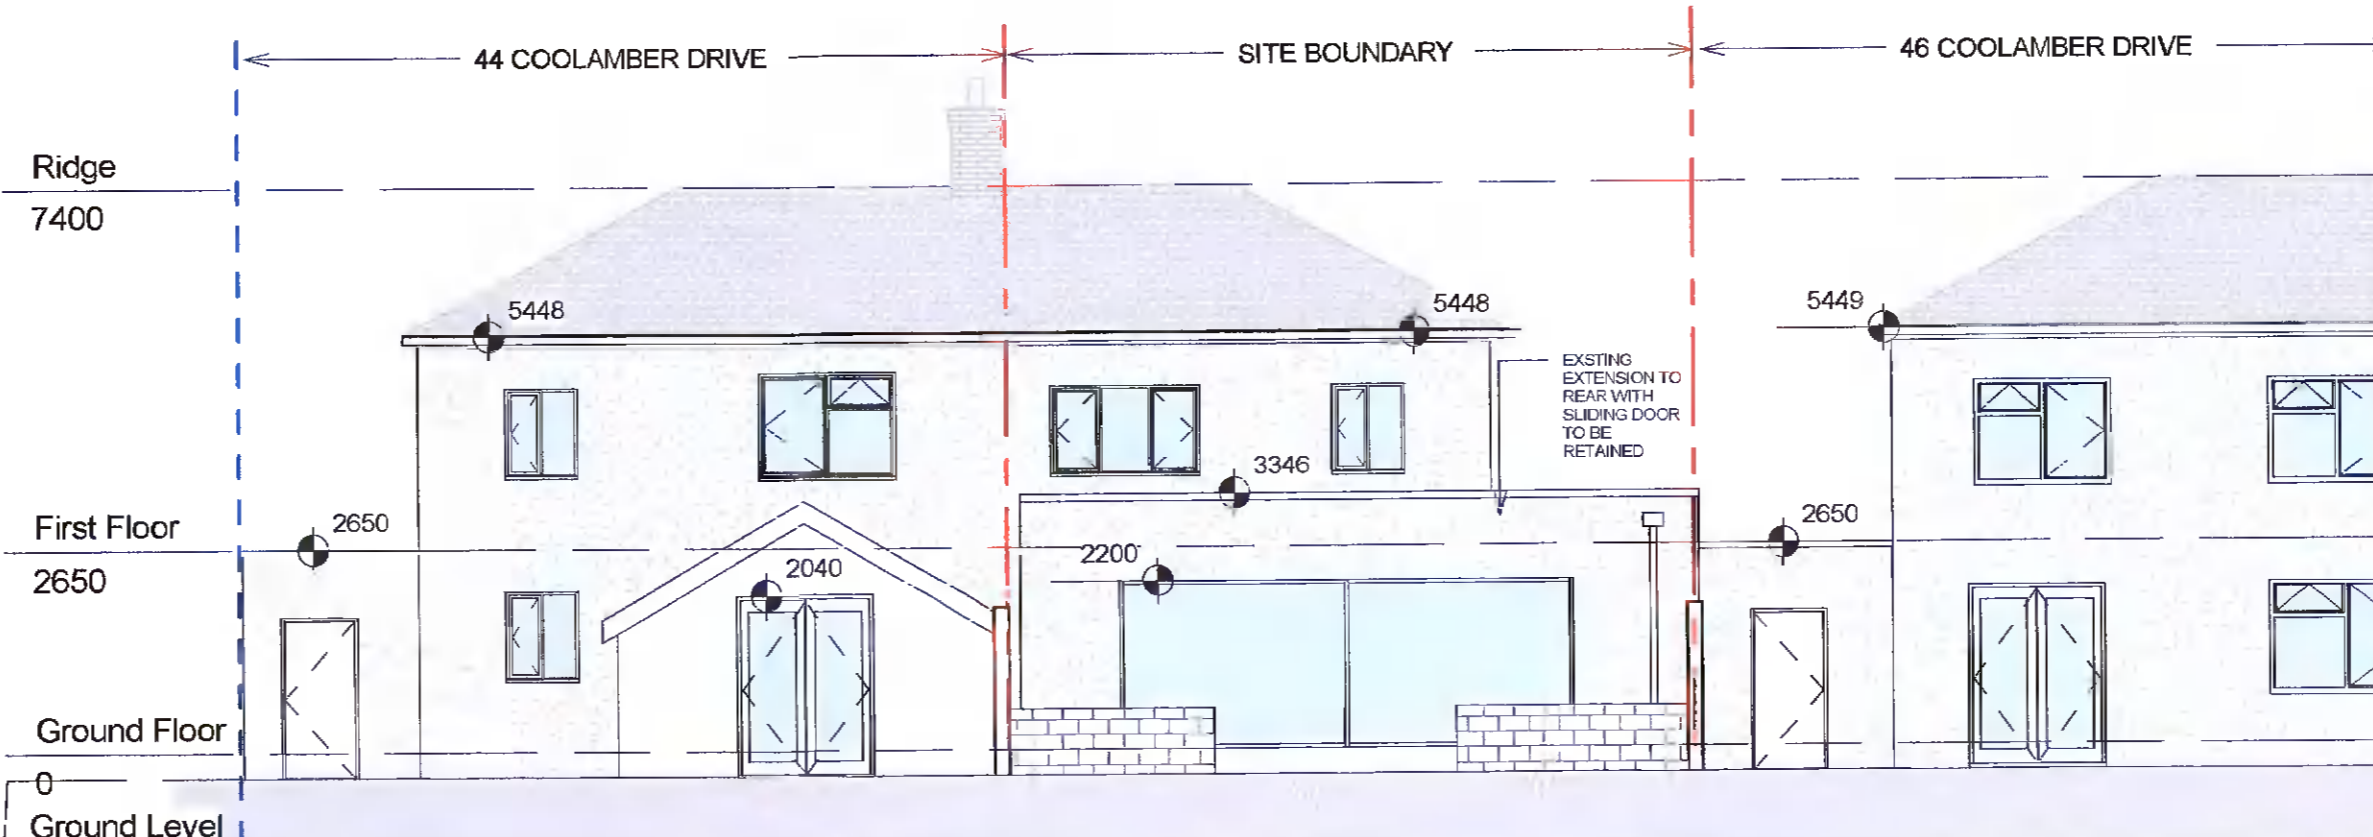 44 COOLAMBER DRIVE
SITE BOUNDARY
46 COOLAMBER DRIVE
Ridge
7400
5448
5448
5449
EXSTING
EXTENSION TO
REAR WITH
SLIDING DOOR
TO BE
RETAINED
3346
First Floor
2650
2650
2650
2200
2040
Ground Floor
0
Ground Level